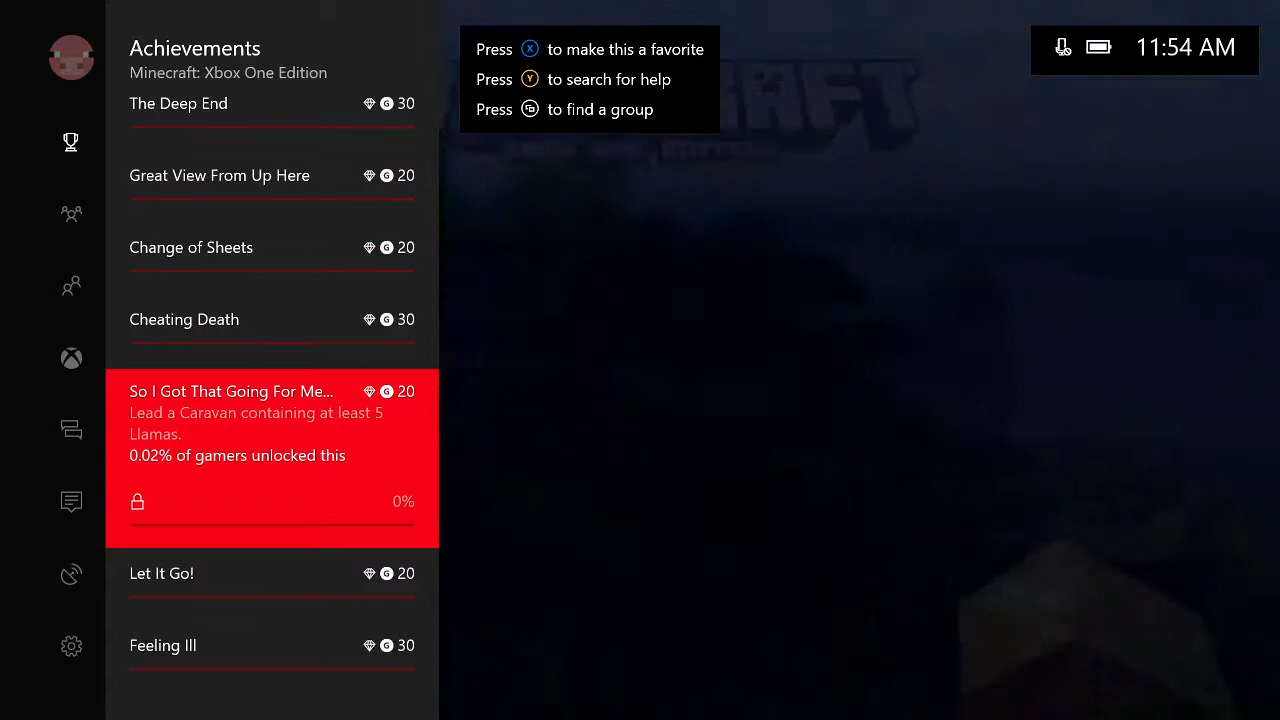 Achievements
Minecraft: Xbox One Edition
The Deep End G 30
Great View From Up Here G 20
Change of Sheets G 20
Cheating Death G 30
So I Got That Going For Me... G 20
Lead a Caravan containing at least 5
Llamas.
0.02% of gamers unlocked this
0%
Let It Go! G 20
Feeling Ill G 30
Press X to make this a favorite
Press Y to search for help
Press to find a group
11:54 AM